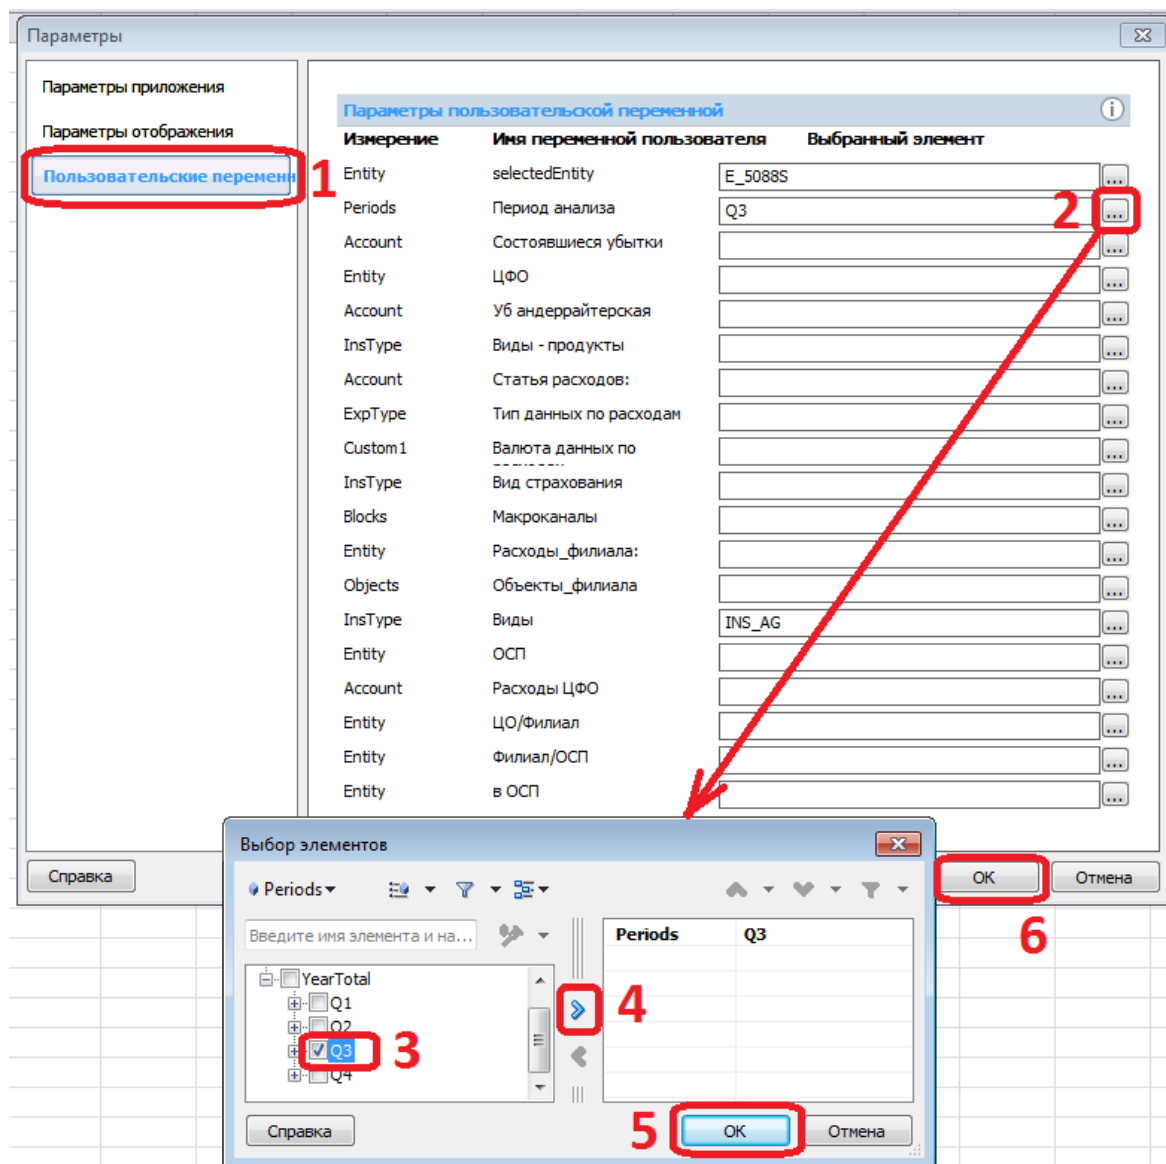 Параметры
Параметры приложения
Параметры отображения
Пользовательские перемен
1
Параметры пользовательской переменной
Измерение Имя переменной пользователя Выбранный элемент
Entity selectedEntity E_5088S ...
Periods Период анализа Q3 2 ...
Account Состоявшиеся убытки ...
Entity ЦФО ...
Account Уб андеррайтерская ...
InsType Виды - продукты ...
Account Статья расходов: ...
ExpType Тип данных по расходам ...
Custom1 Валюта данных по ...
InsType Вид страхования ...
Blocks Макроканалы ...
Entity Расходы_филиала: ...
Objects Объекты_филиала ...
InsType Виды INS_AG ...
Entity ОСП ...
Account Расходы ЦФО ...
Entity ЦО/Филиал ...
Entity Филиал/ОСП ...
Entity в ОСП ...
Справка OK Отмена
6
Выбор элементов
Periods
Введите имя элемента и на...
YearTotal
Q1
Q2
Q3
Q4
3
4
Periods Q3
Справка 5 OK Отмена